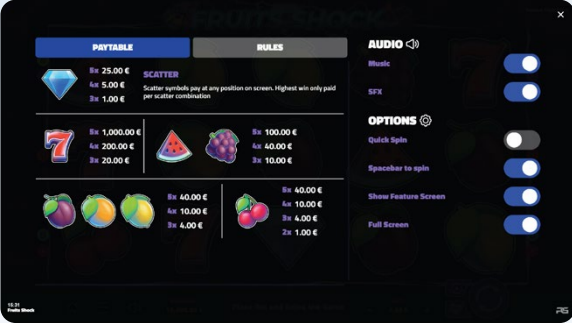 FRUITS SHOCK
×
PAYTABLE
RULES
5x 25.00 €
4x 5.00 €
3x 1.00 €
SCATTER
Scatter symbols pay at any position on screen. Highest win only paid
per scatter combination
5x 1,000.00 €
4x 200.00 €
3x 20.00 €
5x 100.00 €
4x 40.00 €
3x 10.00 €
5x 40.00 €
4x 10.00 €
3x 4.00 €
5x 40.00 €
4x 10.00 €
3x 4.00 €
2x 1.00 €
AUDIO
Music
SFX
OPTIONS
Quick Spin
Spacebar to spin
Show Feature Screen
Full Screen
15:31
Fruits Shock